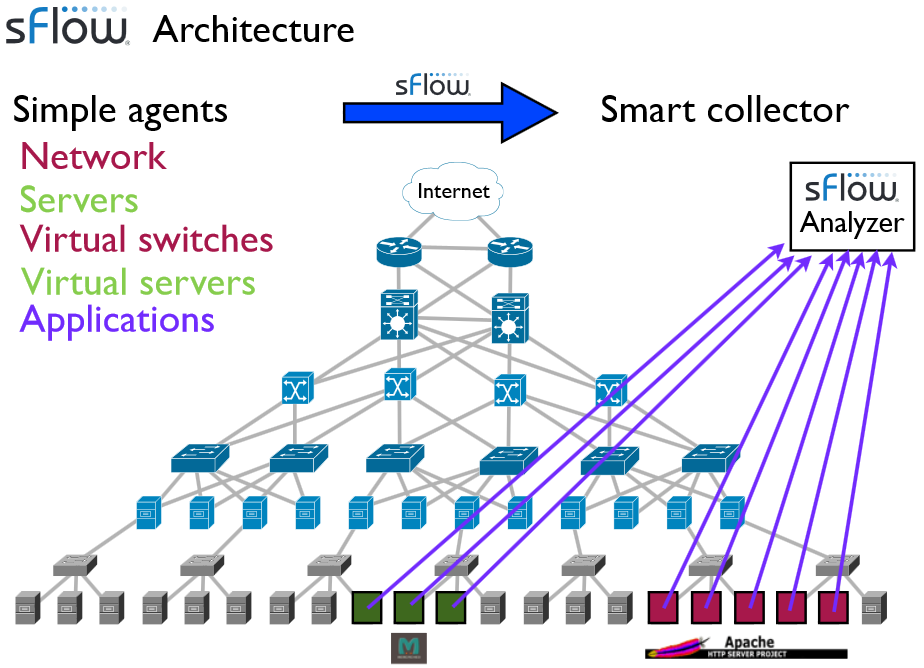 sFlow® Architecture
sFlow®
Simple agents
Smart collector
Network
Servers
Virtual switches
Virtual servers
Applications
Internet
sFlow®
Analyzer
M
Apache
HTTP SERVER PROJECT